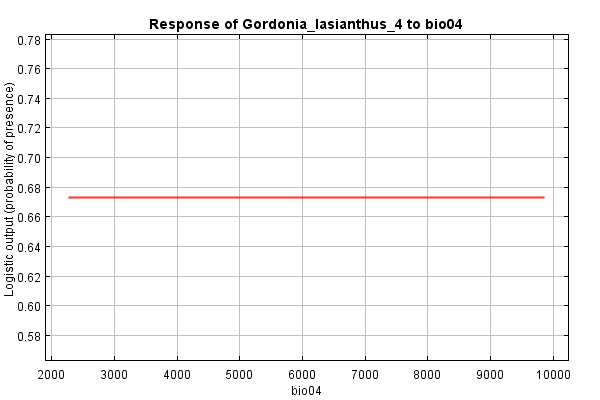 Response of Gordonia_lasianthus_4 to bio04
Logistic output (probability of presence)
0.78
0.76
0.74
0.72
0.70
0.68
0.66
0.64
0.62
0.60
0.58
2000 3000 4000 5000 6000 7000 8000 9000 10000
bio04